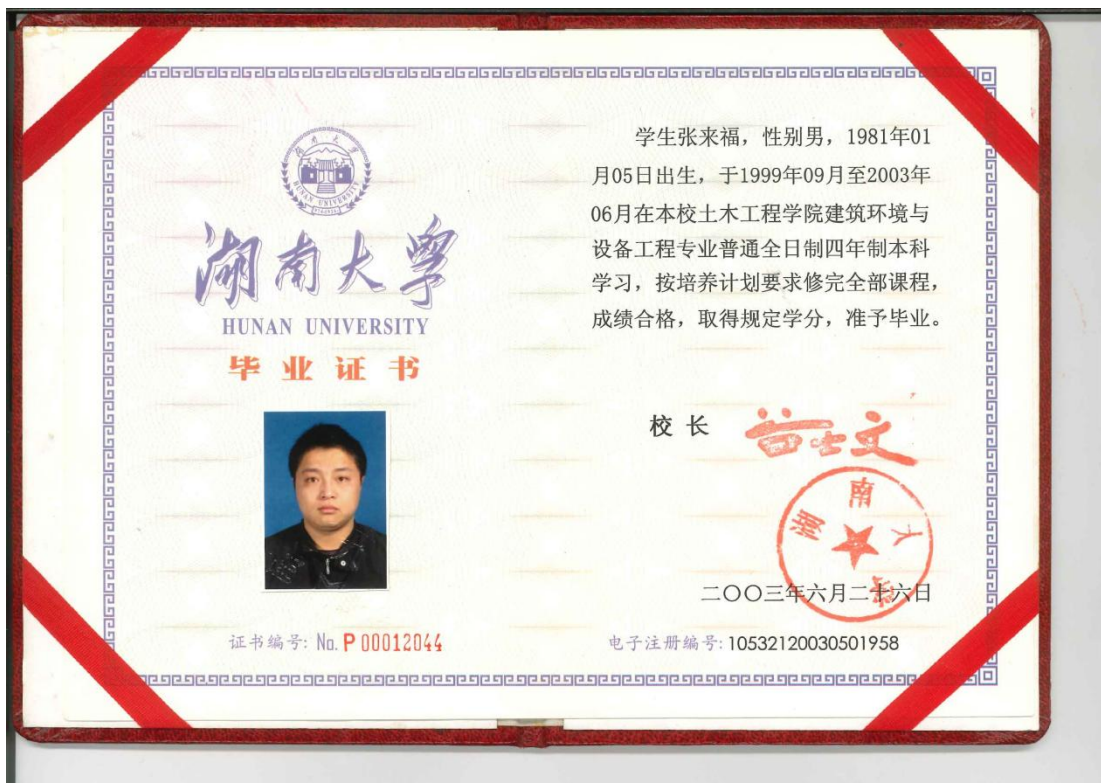 湖南大學
HUNAN UNIVERSITY
毕业证书
证书编号: No. P 00012044
学生张来福，性别男，1981年01
月05日出生，于1999年09月至2003年
06月在本校土木工程学院建筑环境与
设备工程专业普通全日制四年制本科
学习，按培养计划要求修完全部课程，
成绩合格，取得规定学分，准予毕业。
校 长
湖南大学
二〇〇三年六月二十六日
电子注册编号: 10532120030501958